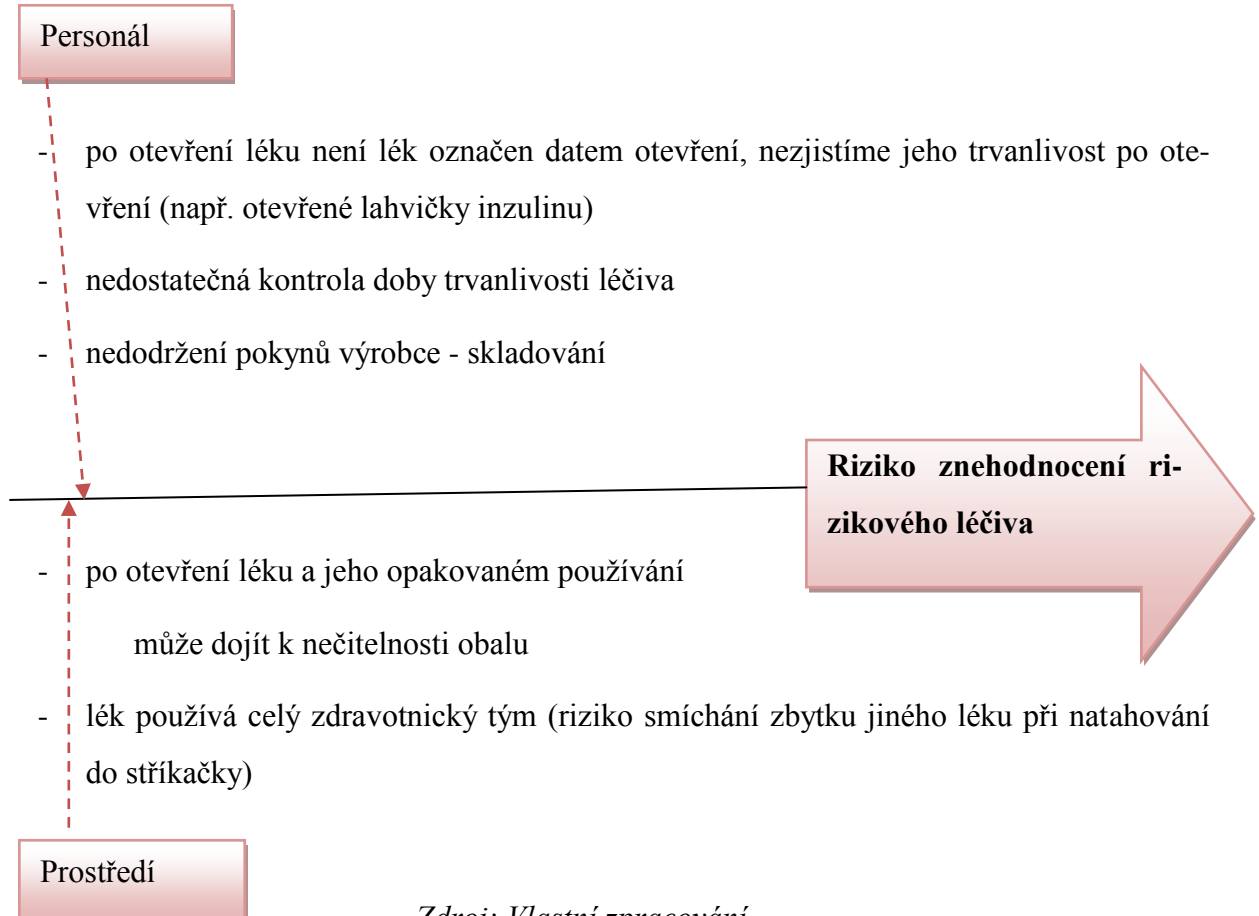 Personál
- po otevření léku není lék označen datem otevření, nezjistíme jeho trvanlivost po ote-
vření (např. otevřené lahvičky inzulinu)
- nedostatečná kontrola doby trvanlivosti léčiva
- nedodržení pokynů výrobce - skladování
Riziko znehodnocení ri-
zikového léčiva
- po otevření léku a jeho opakovaném používání
může dojít k nečitelnosti obalu
- lék používá celý zdravotnický tým (riziko smíchání zbytku jiného léku při natahování
do stříkačky)
Prostředí
Zdroj: Vlastní zpracování